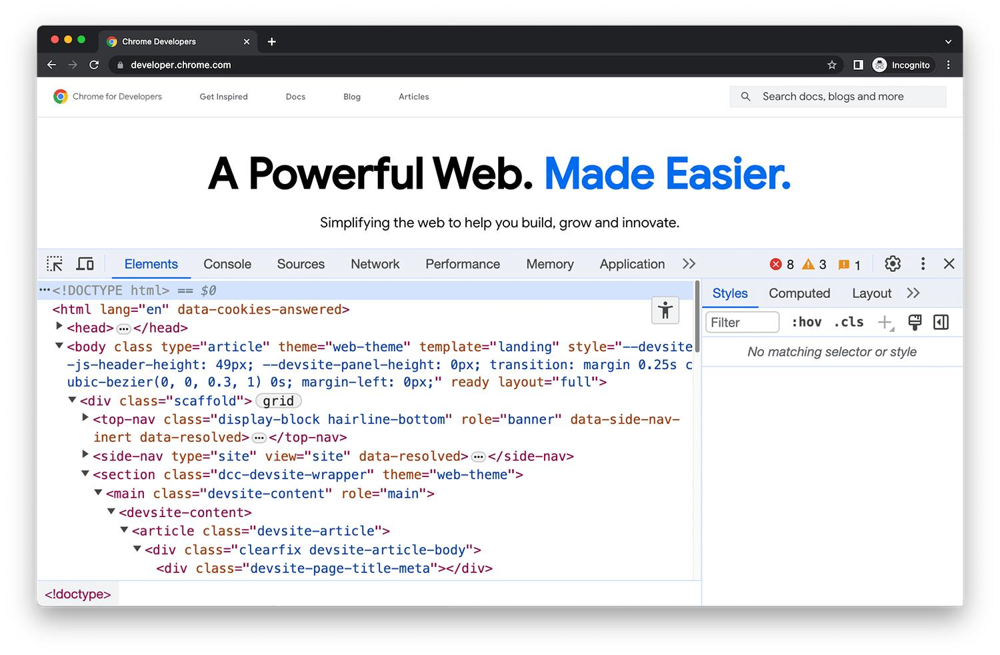 Chrome Developers
developer.chrome.com
Incognito
Chrome for Developers
Get Inspired
Docs
Blog
Articles
Search docs, blogs and more
A Powerful Web. Made Easier.
Simplifying the web to help you build, grow and innovate.
Elements
Console
Sources
Network
Performance
Memory
Application
8
3
1
<!DOCTYPE html> == $0
<html lang="en" data-cookies-answered>
<head>…</head>
<body class type="article" theme="web-theme" template="landing" style="--devsite
-js-header-height: 49px; --devsite-panel-height: 0px; transition: margin 0.25s c
ubic-bezier(0, 0, 0.3, 1) 0s; margin-left: 0px;" ready layout="full">
<div class="scaffold"> grid
<top-nav class="display-block hairline-bottom" role="banner" data-side-nav-
inert data-resolved>…</top-nav>
<side-nav type="site" view="site" data-resolved>…</side-nav>
<section class="dcc-devsite-wrapper" theme="web-theme">
<main class="devsite-content" role="main">
<devsite-content>
<article class="devsite-article">
<div class="clearfix devsite-article-body">
<div class="devsite-page-title-meta"></div>
<!doctype>
Styles
Computed
Layout
Filter
:hov
.cls
No matching selector or style